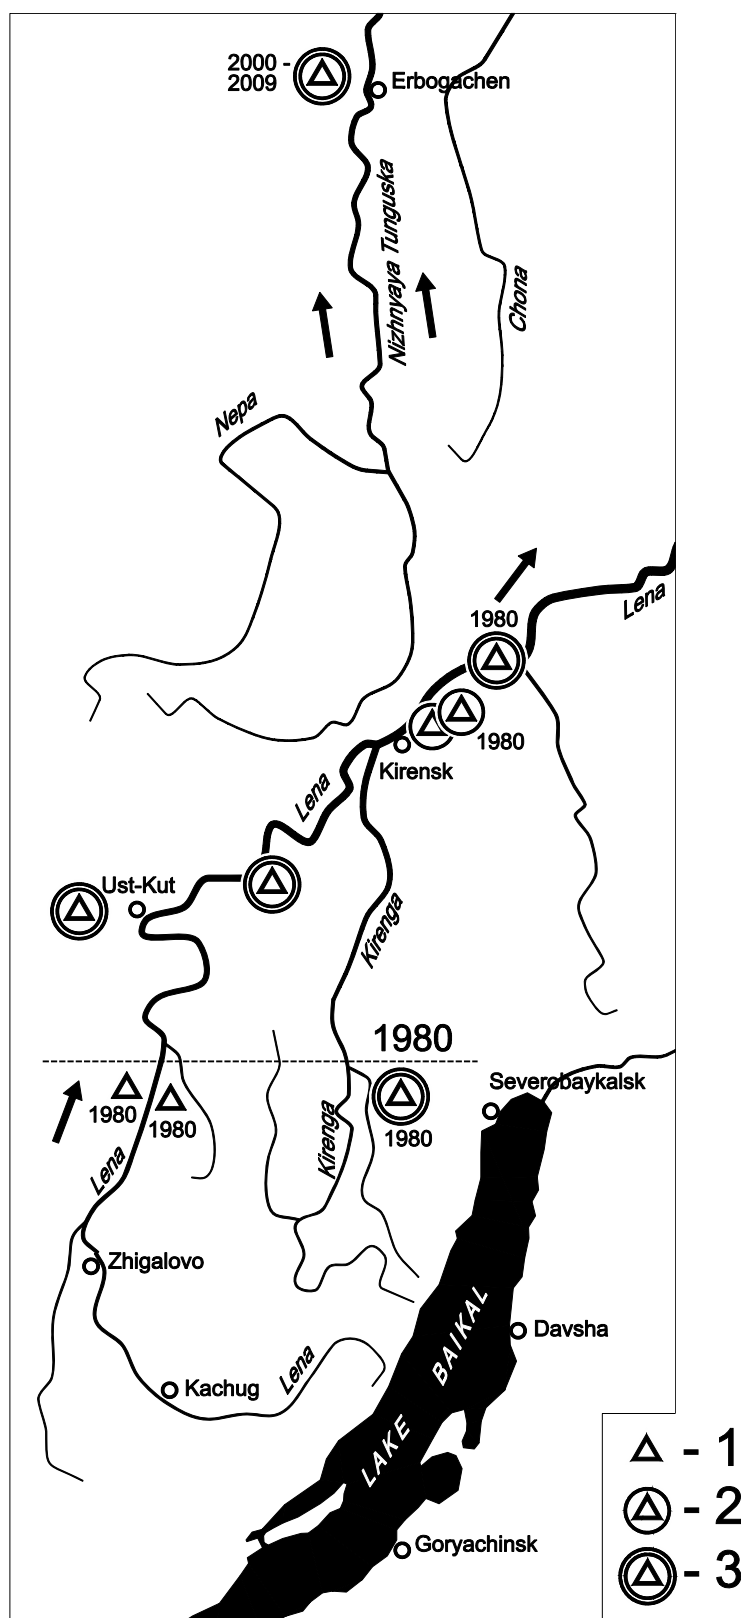 2000 -
2009
Erbogachen
Nizhnyaya Tunguska
Chona
Nepa
Lena
1980
1980
Kirensk
Lena
Ust-Kut
Kirenga
1980
Severobaykalsk
1980
1980
1980
Kirenga
Lena
Zhigalovo
Davsha
Lena
Kachug
LAKE BAIKAL
Goryachinsk
- 1
- 2
- 3